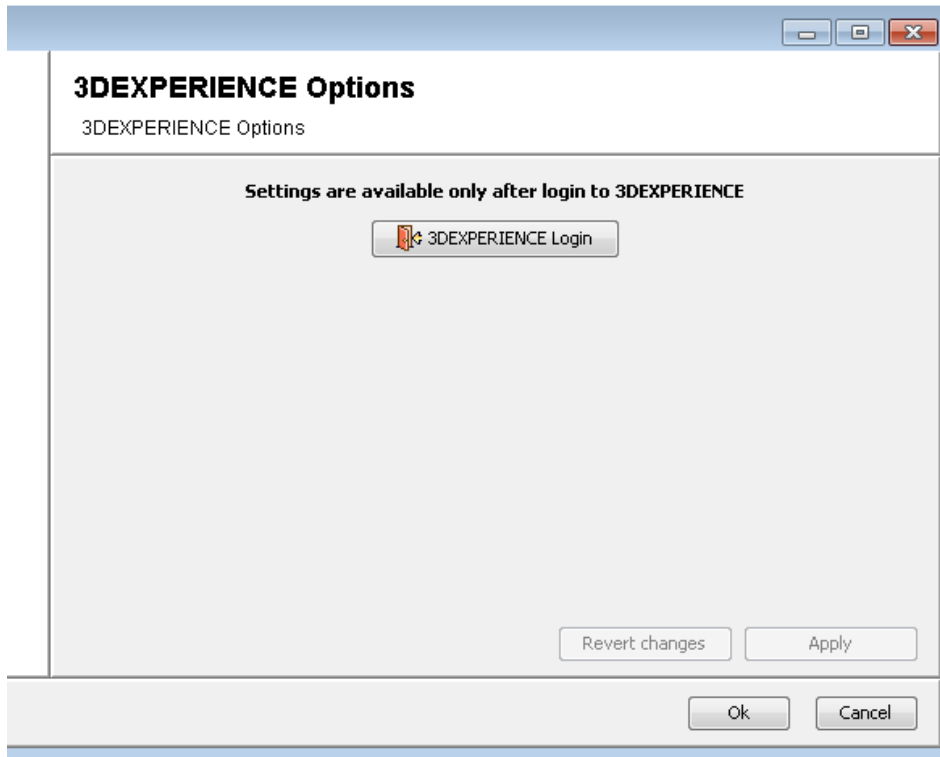 3DEXPERIENCE Options
3DEXPERIENCE Options
Settings are available only after login to 3DEXPERIENCE
3DEXPERIENCE Login
Revert changes
Apply
Ok
Cancel